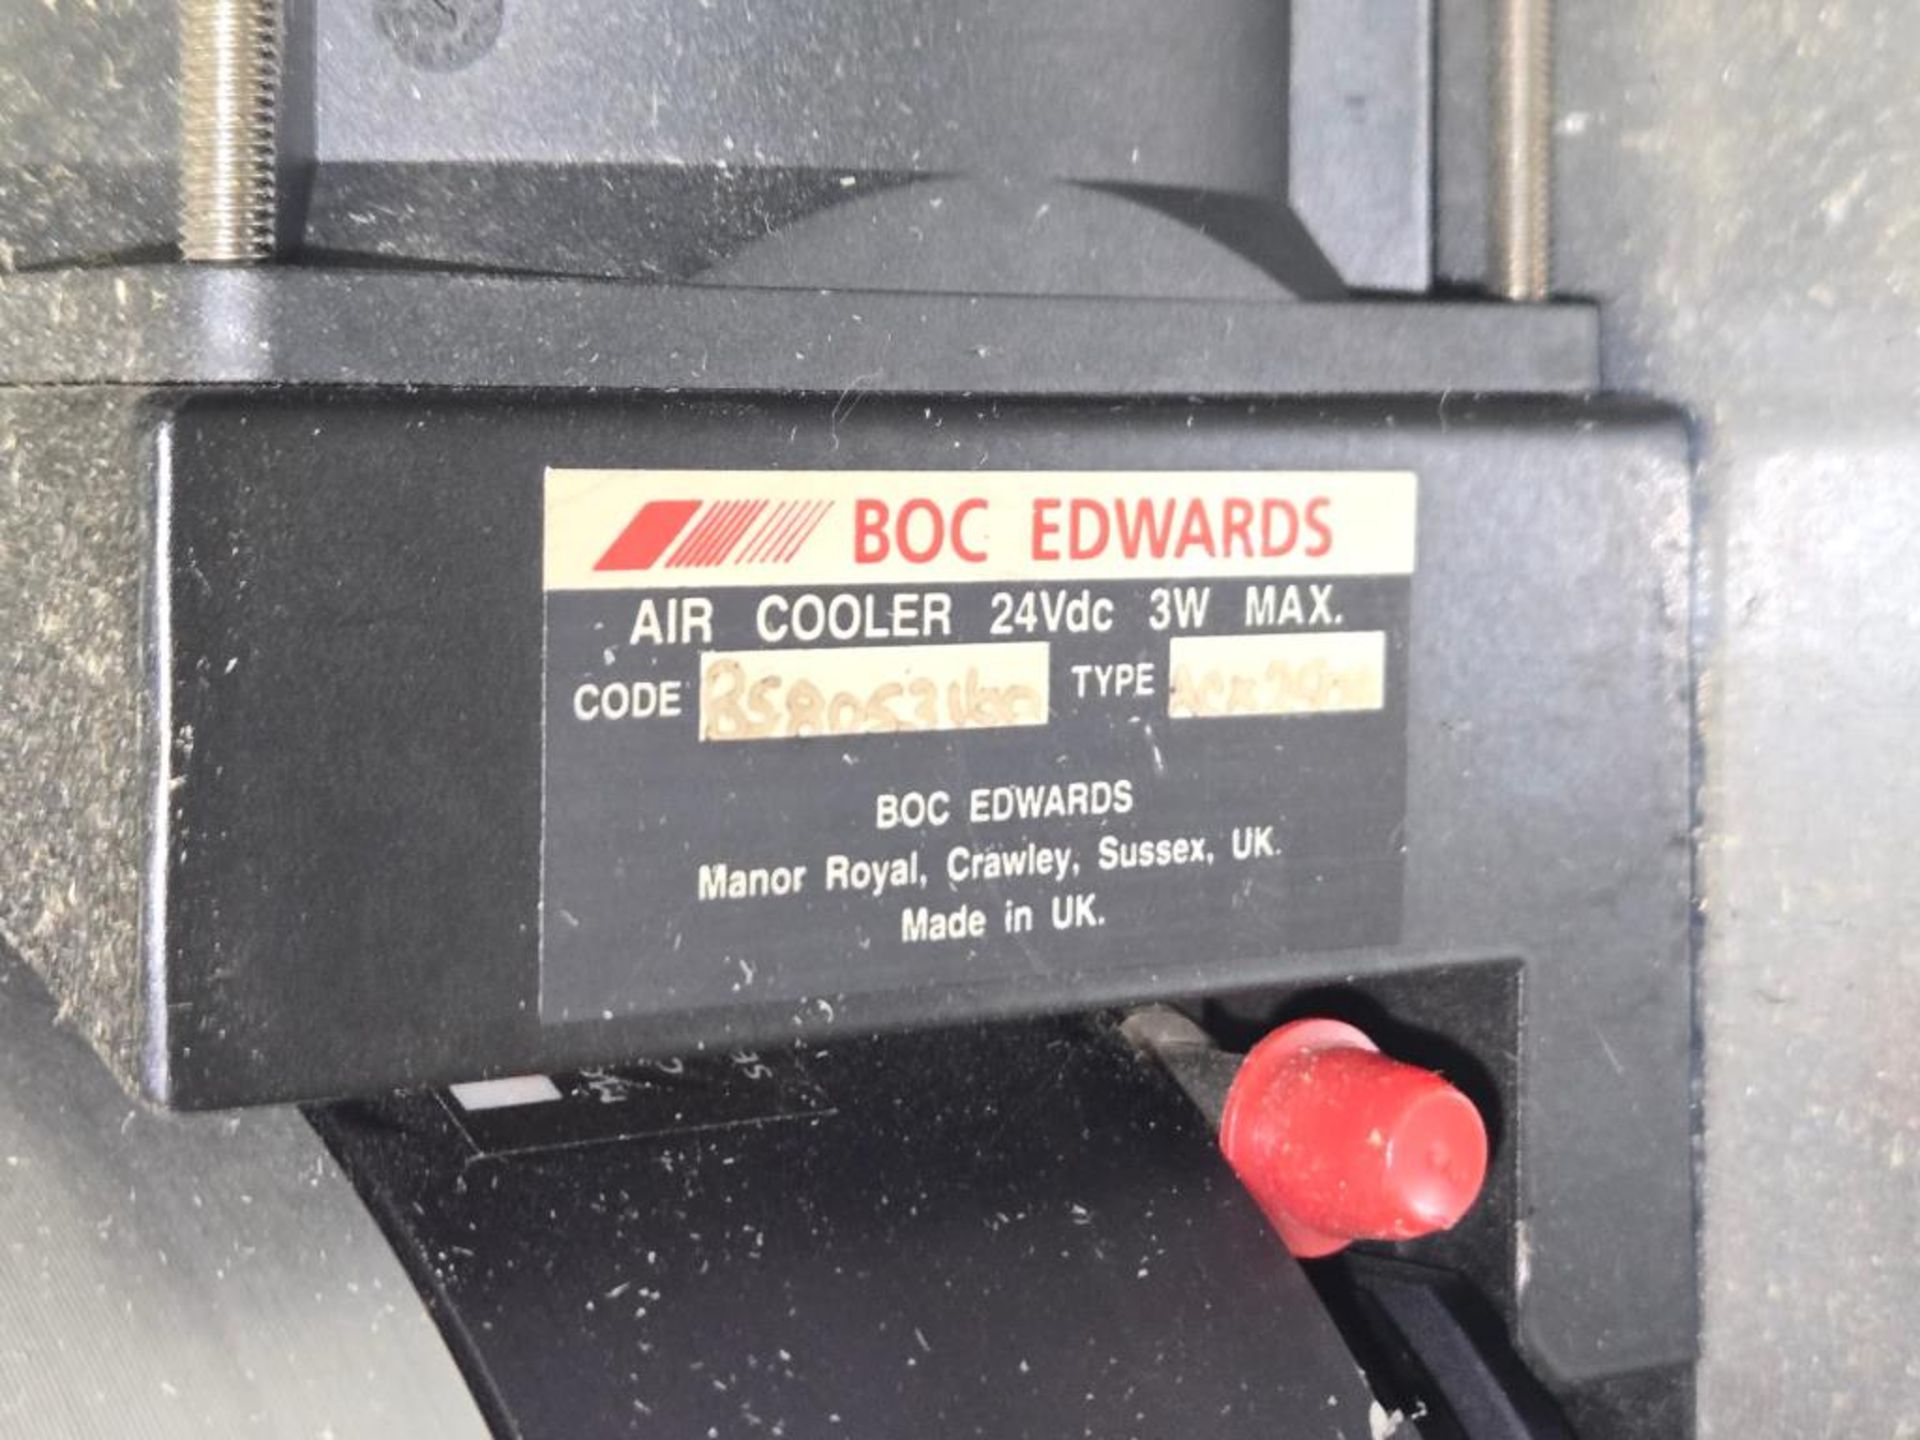 BOC EDWARDS
AIR COOLER 24Vdc 3W MAX.
CODE TYPE
BOC EDWARDS
Manor Royal, Crawley, Sussex, UK.
Made in UK.